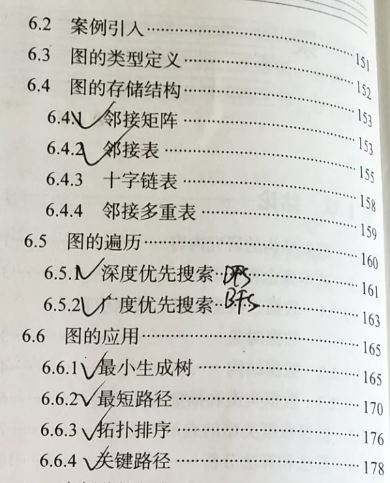 6.2 案例引入 151
6.3 图的类型定义 152
6.4 图的存储结构 153
6.4.1 邻接矩阵 153
6.4.2 邻接表 155
6.4.3 十字链表 158
6.4.4 邻接多重表 159
6.5 图的遍历 160
6.5.1 深度优先搜索 DFS 161
6.5.2 广度优先搜索 BFS 163
6.6 图的应用 165
6.6.1 最小生成树 165
6.6.2 最短路径 170
6.6.3 拓扑排序 176
6.6.4 关键路径 178